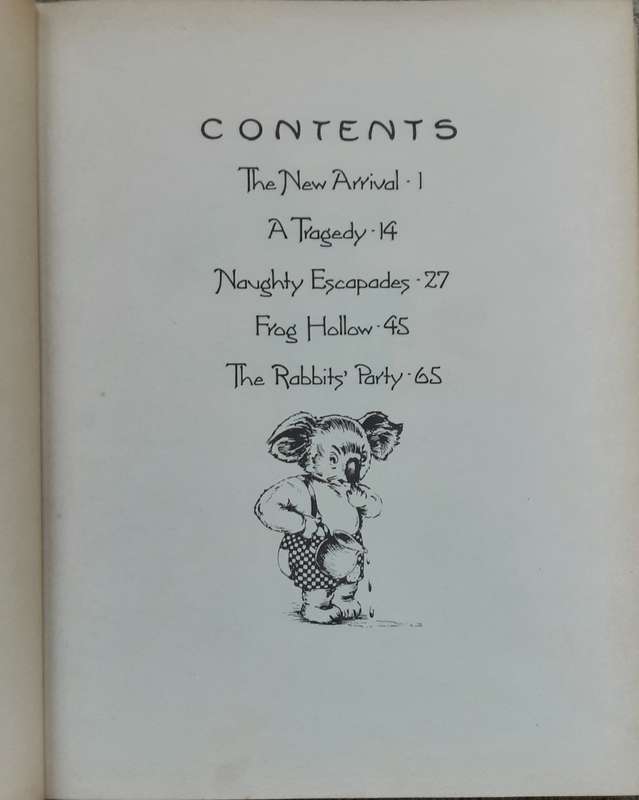 CONTENTS
The New Arrival · 1
A Tragedy · 14
Naughty Escapades · 27
Frog Hollow · 45
The Rabbits' Party · 65